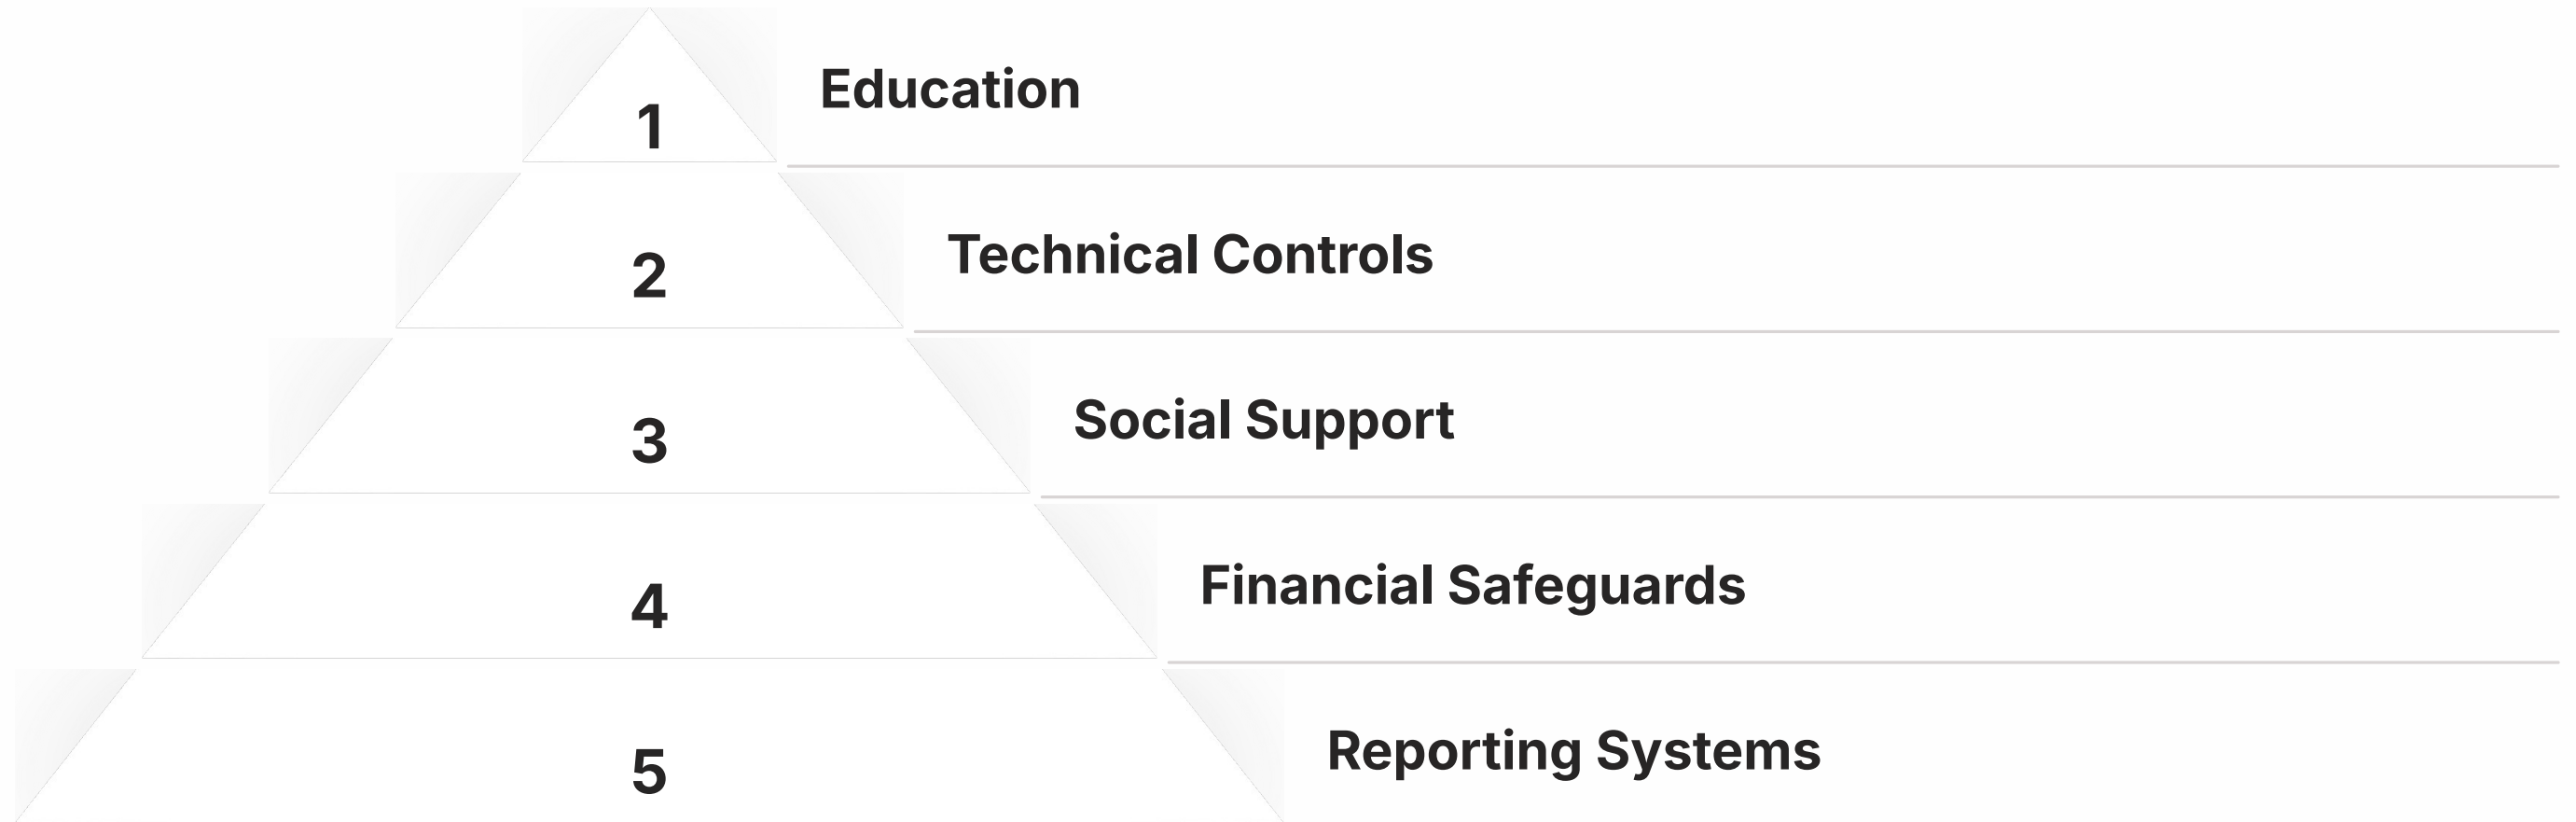 1 Education
2 Technical Controls
3 Social Support
4 Financial Safeguards
5 Reporting Systems